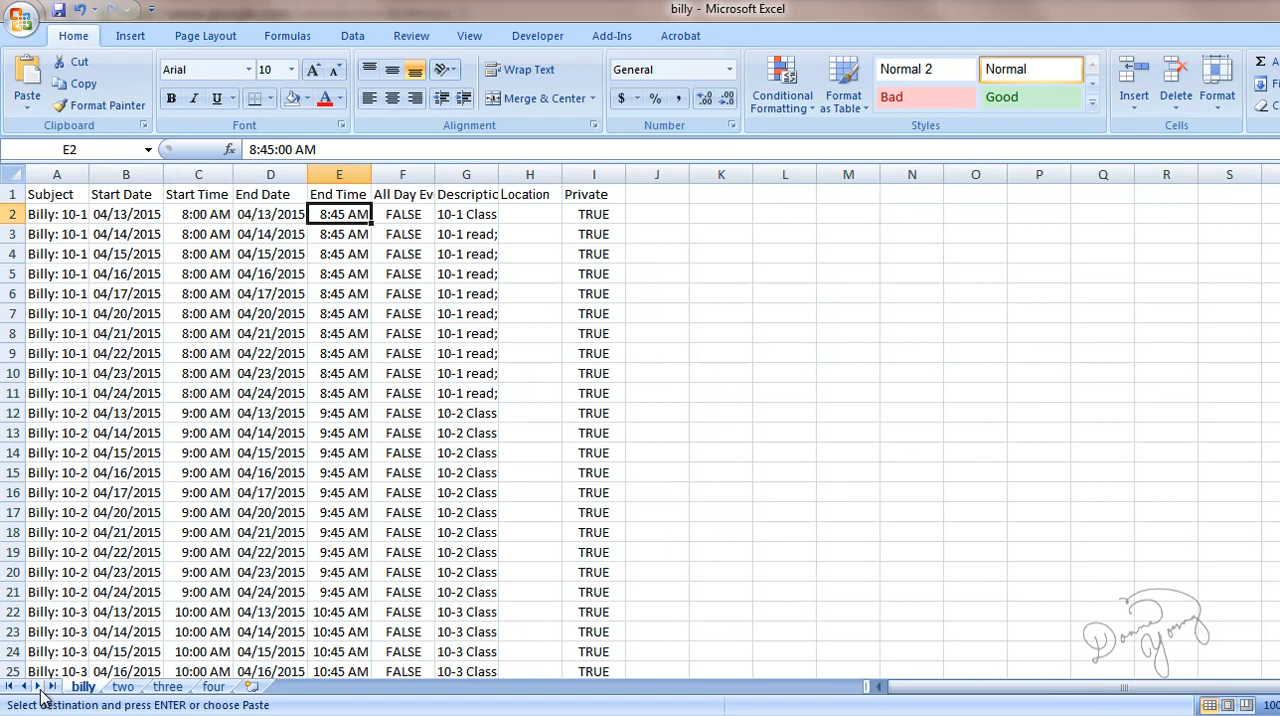 billy - Microsoft Excel
Home Insert Page Layout Formulas Data Review View Developer Add-Ins Acrobat
Paste Cut Copy Format Painter Clipboard
Arial 10 A A B I U A Font
Wrap Text Merge & Center Alignment
General $ % , .0 .00 .00 .0 Number
Conditional Formatting Format as Table Normal 2 Normal Bad Good Styles
Insert Delete Format Cells Σ
E2 fx 8:45:00 AM
A B C D E F G H I J K L M N O P Q R S
1 Subject Start Date Start Time End Date End Time All Day Ev Descriptic Location Private
2 Billy: 10-1 04/13/2015 8:00 AM 04/13/2015 8:45 AM FALSE 10-1 Class TRUE
3 Billy: 10-1 04/14/2015 8:00 AM 04/14/2015 8:45 AM FALSE 10-1 read; TRUE
4 Billy: 10-1 04/15/2015 8:00 AM 04/15/2015 8:45 AM FALSE 10-1 read; TRUE
5 Billy: 10-1 04/16/2015 8:00 AM 04/16/2015 8:45 AM FALSE 10-1 read; TRUE
6 Billy: 10-1 04/17/2015 8:00 AM 04/17/2015 8:45 AM FALSE 10-1 read; TRUE
7 Billy: 10-1 04/20/2015 8:00 AM 04/20/2015 8:45 AM FALSE 10-1 read; TRUE
8 Billy: 10-1 04/21/2015 8:00 AM 04/21/2015 8:45 AM FALSE 10-1 read; TRUE
9 Billy: 10-1 04/22/2015 8:00 AM 04/22/2015 8:45 AM FALSE 10-1 read; TRUE
10 Billy: 10-1 04/23/2015 8:00 AM 04/23/2015 8:45 AM FALSE 10-1 read; TRUE
11 Billy: 10-1 04/24/2015 8:00 AM 04/24/2015 8:45 AM FALSE 10-1 read; TRUE
12 Billy: 10-2 04/13/2015 9:00 AM 04/13/2015 9:45 AM FALSE 10-2 Class TRUE
13 Billy: 10-2 04/14/2015 9:00 AM 04/14/2015 9:45 AM FALSE 10-2 Class TRUE
14 Billy: 10-2 04/15/2015 9:00 AM 04/15/2015 9:45 AM FALSE 10-2 Class TRUE
15 Billy: 10-2 04/16/2015 9:00 AM 04/16/2015 9:45 AM FALSE 10-2 Class TRUE
16 Billy: 10-2 04/17/2015 9:00 AM 04/17/2015 9:45 AM FALSE 10-2 Class TRUE
17 Billy: 10-2 04/20/2015 9:00 AM 04/20/2015 9:45 AM FALSE 10-2 Class TRUE
18 Billy: 10-2 04/21/2015 9:00 AM 04/21/2015 9:45 AM FALSE 10-2 Class TRUE
19 Billy: 10-2 04/22/2015 9:00 AM 04/22/2015 9:45 AM FALSE 10-2 Class TRUE
20 Billy: 10-2 04/23/2015 9:00 AM 04/23/2015 9:45 AM FALSE 10-2 Class TRUE
21 Billy: 10-2 04/24/2015 9:00 AM 04/24/2015 9:45 AM FALSE 10-2 Class TRUE
22 Billy: 10-3 04/13/2015 10:00 AM 04/13/2015 10:45 AM FALSE 10-3 Class TRUE
23 Billy: 10-3 04/14/2015 10:00 AM 04/14/2015 10:45 AM FALSE 10-3 Class TRUE
24 Billy: 10-3 04/15/2015 10:00 AM 04/15/2015 10:45 AM FALSE 10-3 Class TRUE
25 Billy: 10-3 04/16/2015 10:00 AM 04/16/2015 10:45 AM FALSE 10-3 Class TRUE
Donna Young
billy two three four
Select destination and press ENTER or choose Paste 100